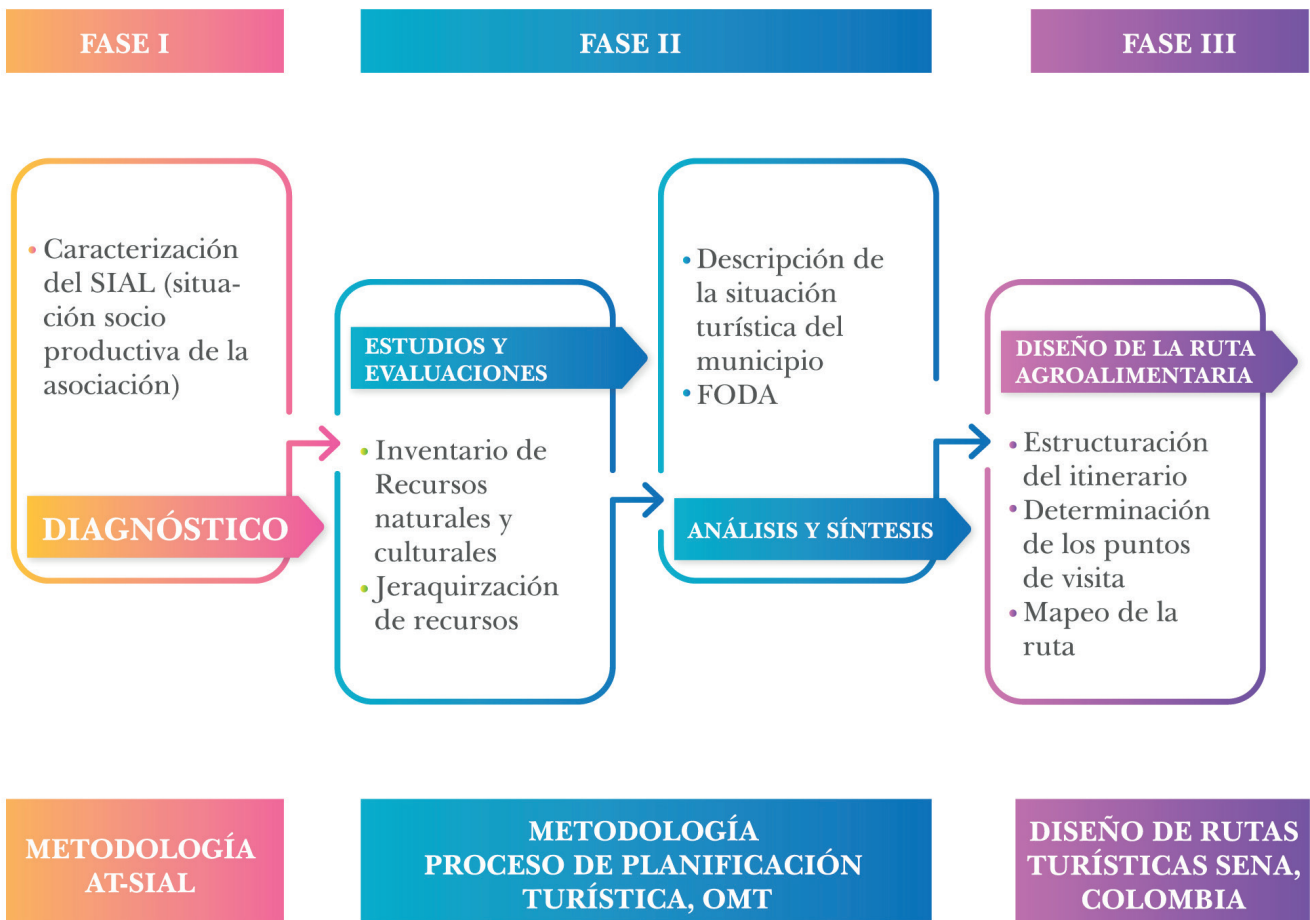 FASE I
FASE II
FASE III
• Caracterización
del SIAL (situa-
ción socio
productiva de la
asociación)
DIAGNÓSTICO
ESTUDIOS Y
EVALUACIONES
• Inventario de
Recursos
naturales y
culturales
• Jeraquirzación
de recursos
• Descripción de
la situación
turística del
municipio
• FODA
ANÁLISIS Y SÍNTESIS
DISEÑO DE LA RUTA
AGROALIMENTARIA
• Estructuración
del itinerario
• Determinación
de los puntos
de visita
• Mapeo de la
ruta
METODOLOGÍA
AT-SIAL
METODOLOGÍA
PROCESO DE PLANIFICACIÓN
TURÍSTICA, OMT
DISEÑO DE RUTAS
TURÍSTICAS SENA,
COLOMBIA